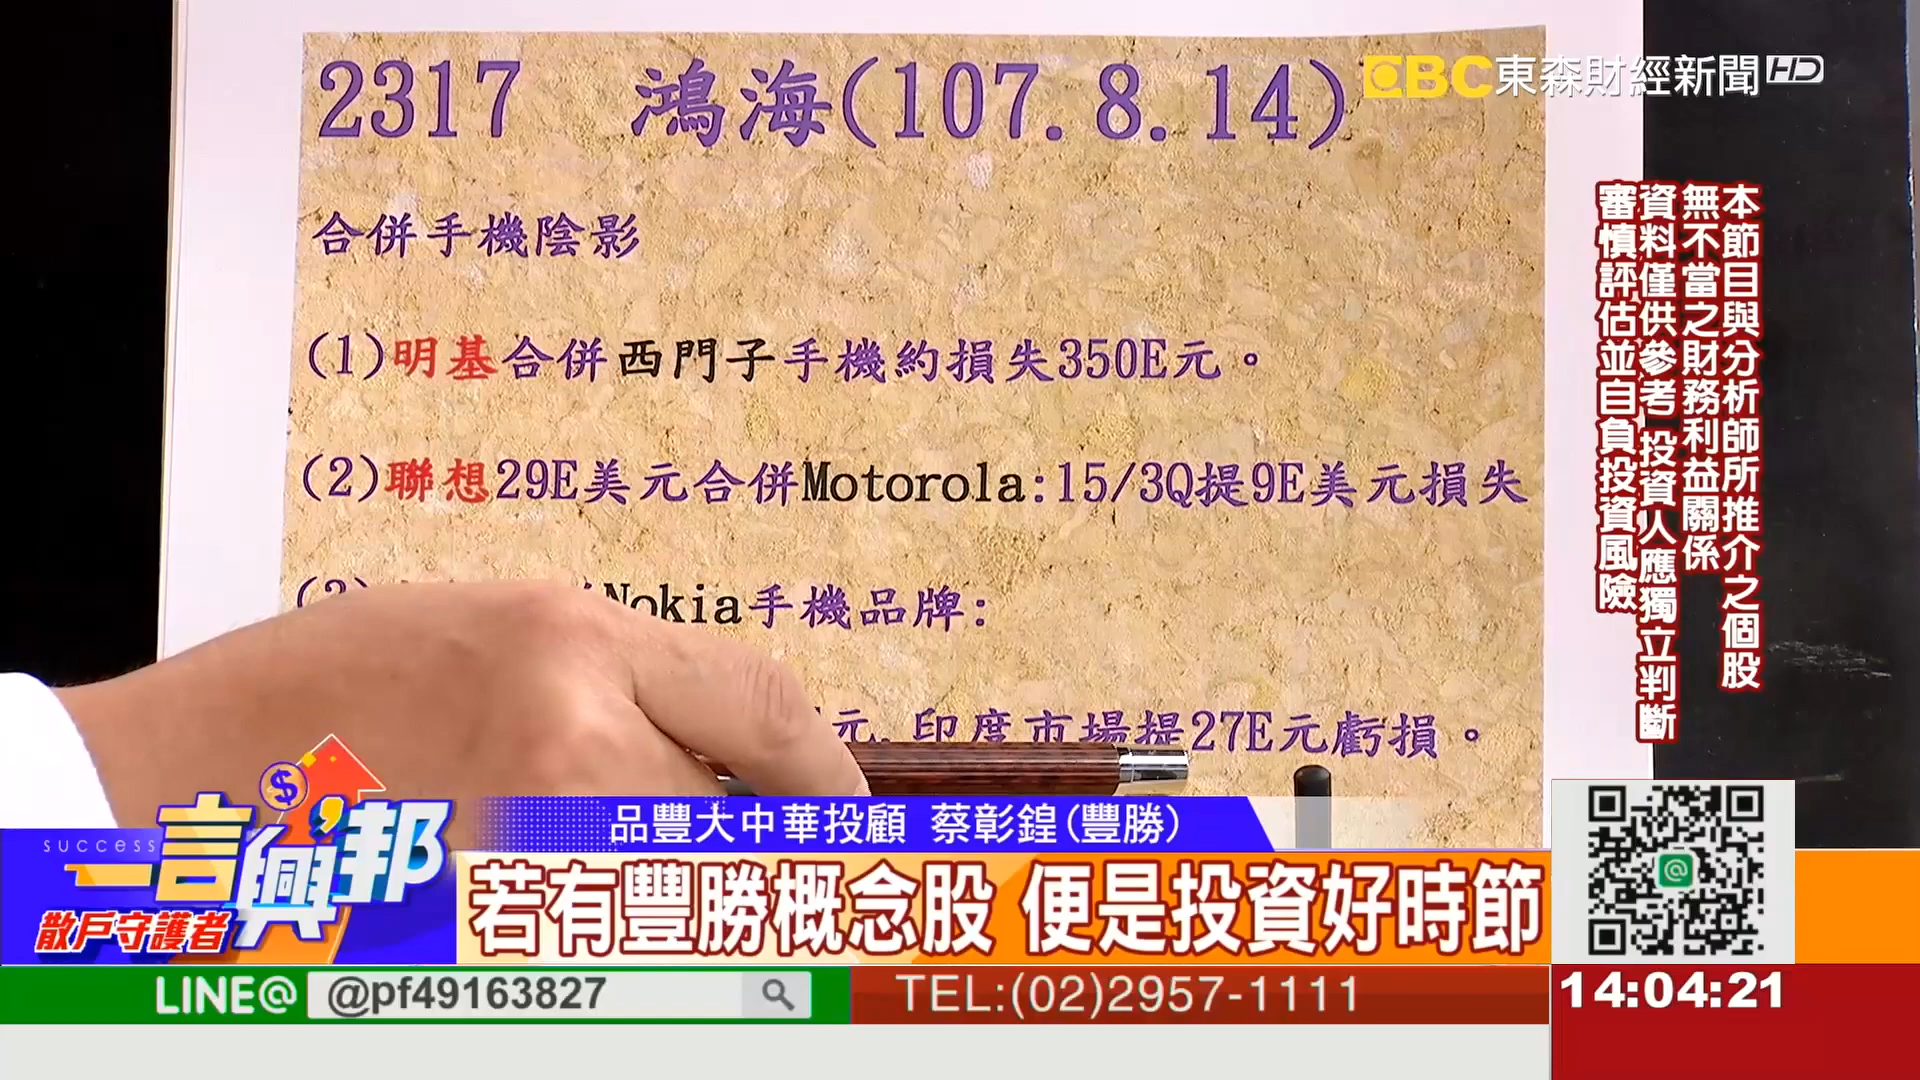 2317 鴻海(107.8.14)
EBC東森財經新聞HD
合併手機陰影
(1)明基合併西門子手機約損失350E元。
(2)聯想29E美元合併Motorola:15/3Q提9E美元損失
(3) Nokia手機品牌:
元.印度市場提27E元虧損。
本節目與分析師所推介之個股
無不當之財務利益關係
資料僅供參考 投資人應獨立判斷
審慎評估並自負投資風險
success
一言興邦
散戶守護者
品豐大中華投顧 蔡彰鍠(豐勝)
若有豐勝概念股 便是投資好時節
LINE@ @pf49163827
TEL:(02)2957-1111
14:04:21